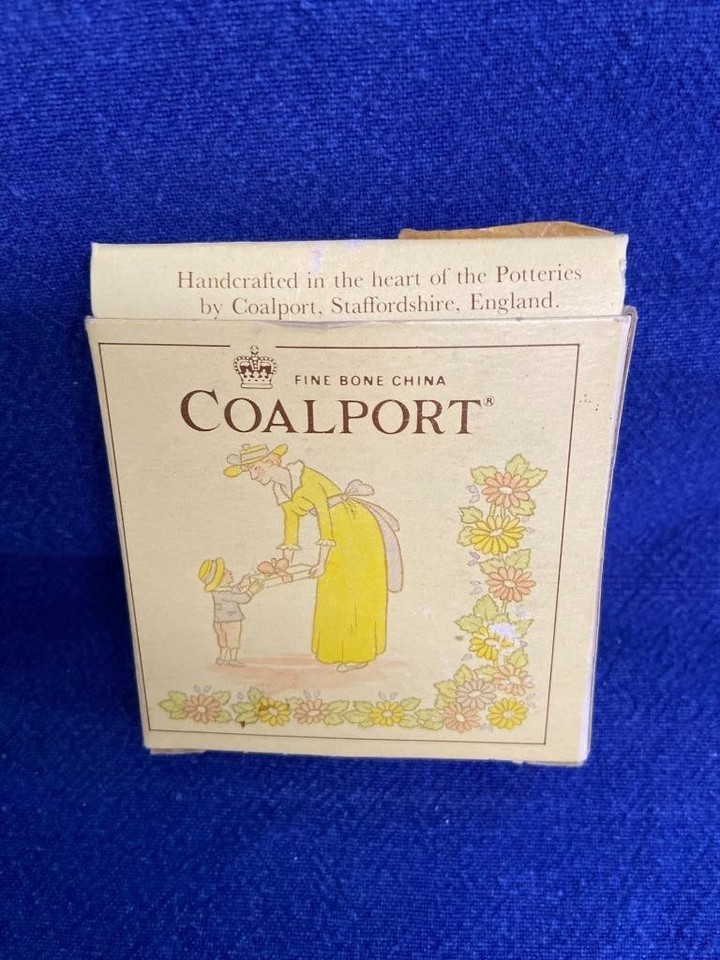 Handcrafted in the heart of the Potteries
by Coalport, Staffordshire, England.
FINE BONE CHINA
COALPORT®